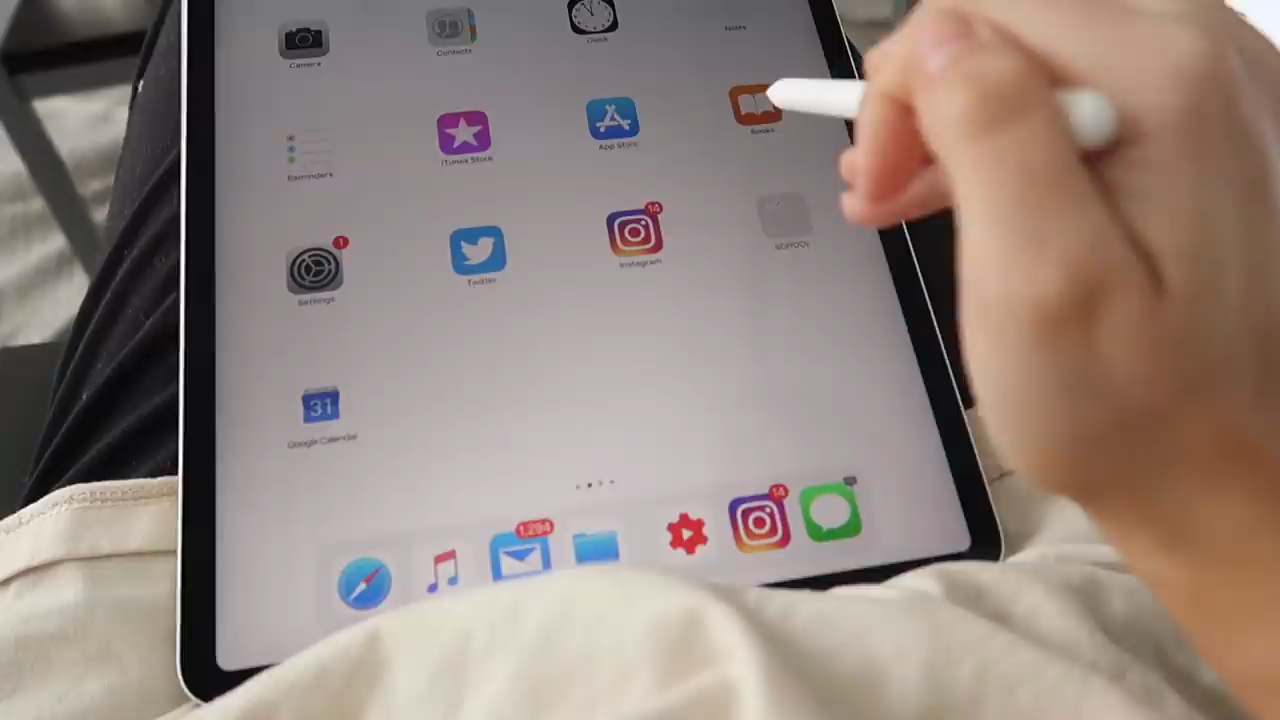 Camera
Contacts
Clock
Notes
Reminders
iTunes Store
App Store
Books
Settings
1
Twitter
Instagram
14
SCHOOL
31
Google Calendar
1,294
14